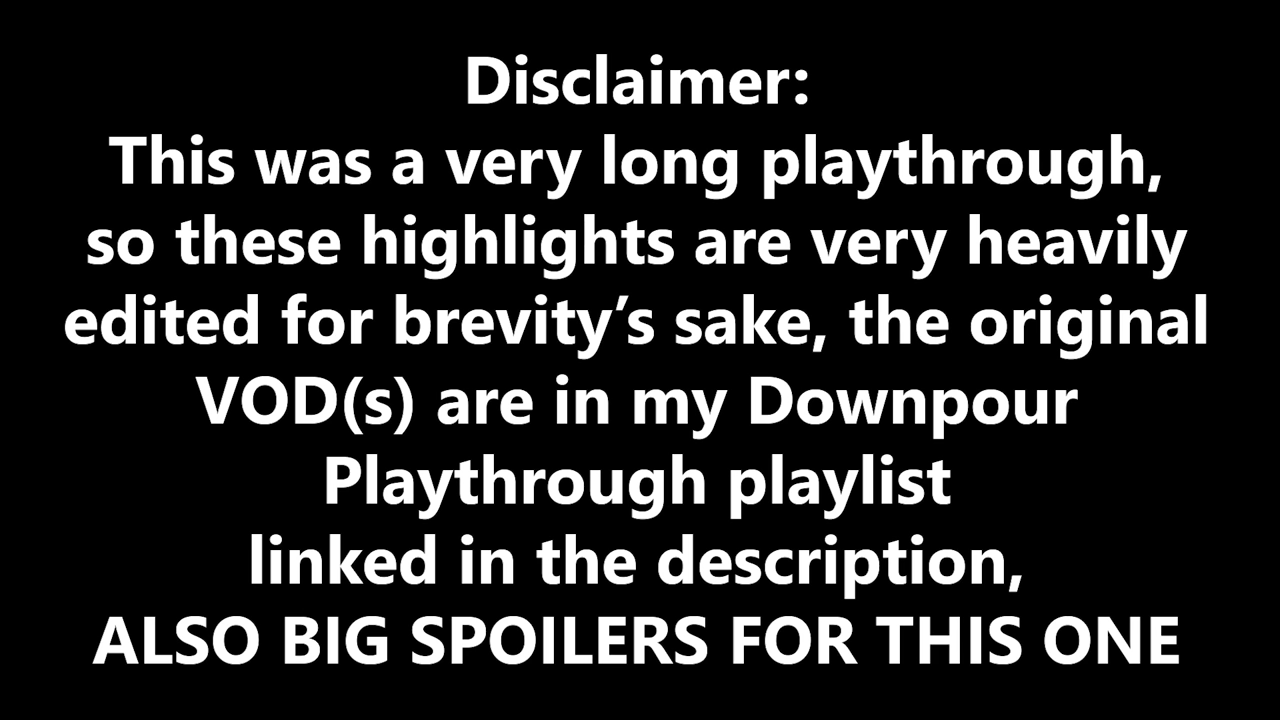 Disclaimer:
This was a very long playthrough,
so these highlights are very heavily
edited for brevity’s sake, the original
VOD(s) are in my Downpour
Playthrough playlist
linked in the description,
ALSO BIG SPOILERS FOR THIS ONE